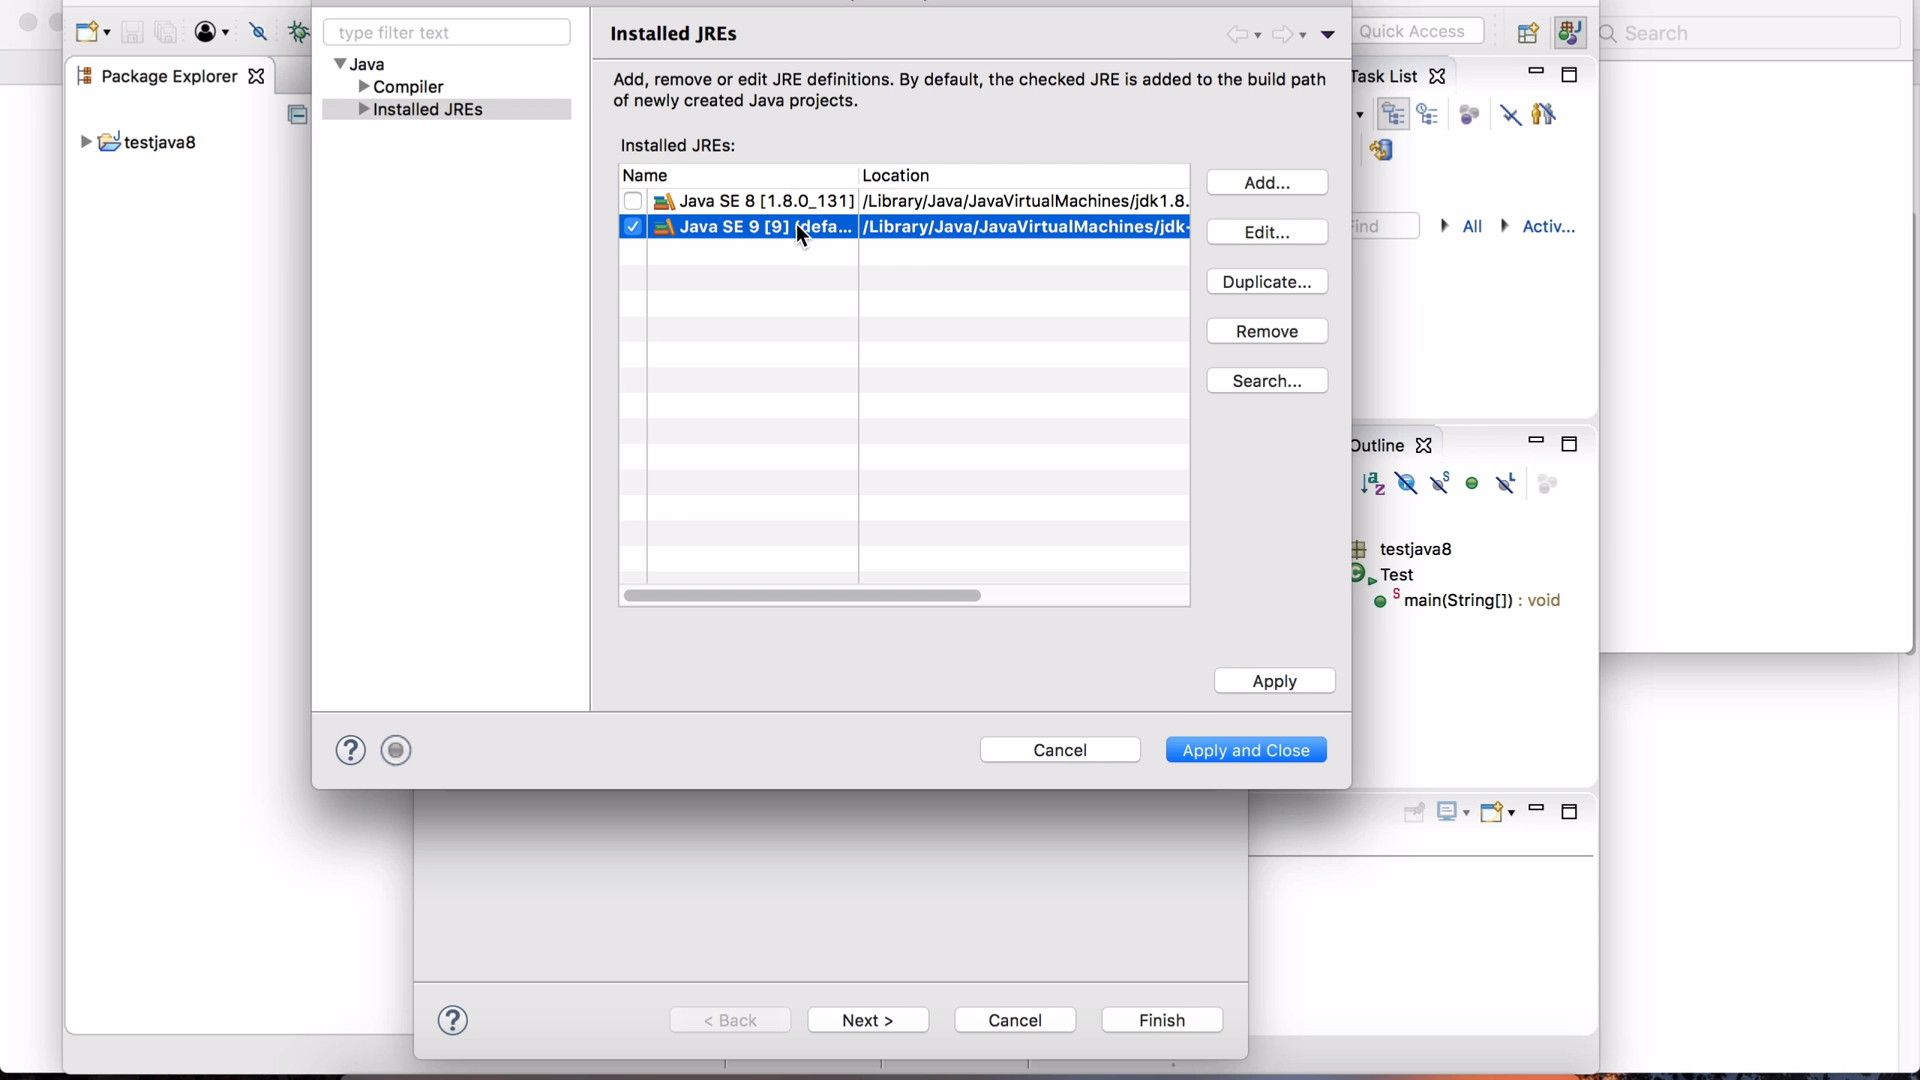 type filter text
Installed JREs
Quick Access
Search
Java
Package Explorer
Compiler
Add, remove or edit JRE definitions. By default, the checked JRE is added to the build path
of newly created Java projects.
Task List
Installed JREs
testjava8
Installed JREs:
Name
Location
Add...
Java SE 8 [1.8.0_131]
/Library/Java/JavaVirtualMachines/jdk1.8.
Java SE 9 [9] (defa...
/Library/Java/JavaVirtualMachines/jdk-
Edit...
ind
All
Activ...
Duplicate...
Remove
Search...
Outline
testjava8
Test
main(String[]) : void
Apply
Cancel
Apply and Close
< Back
Next >
Cancel
Finish